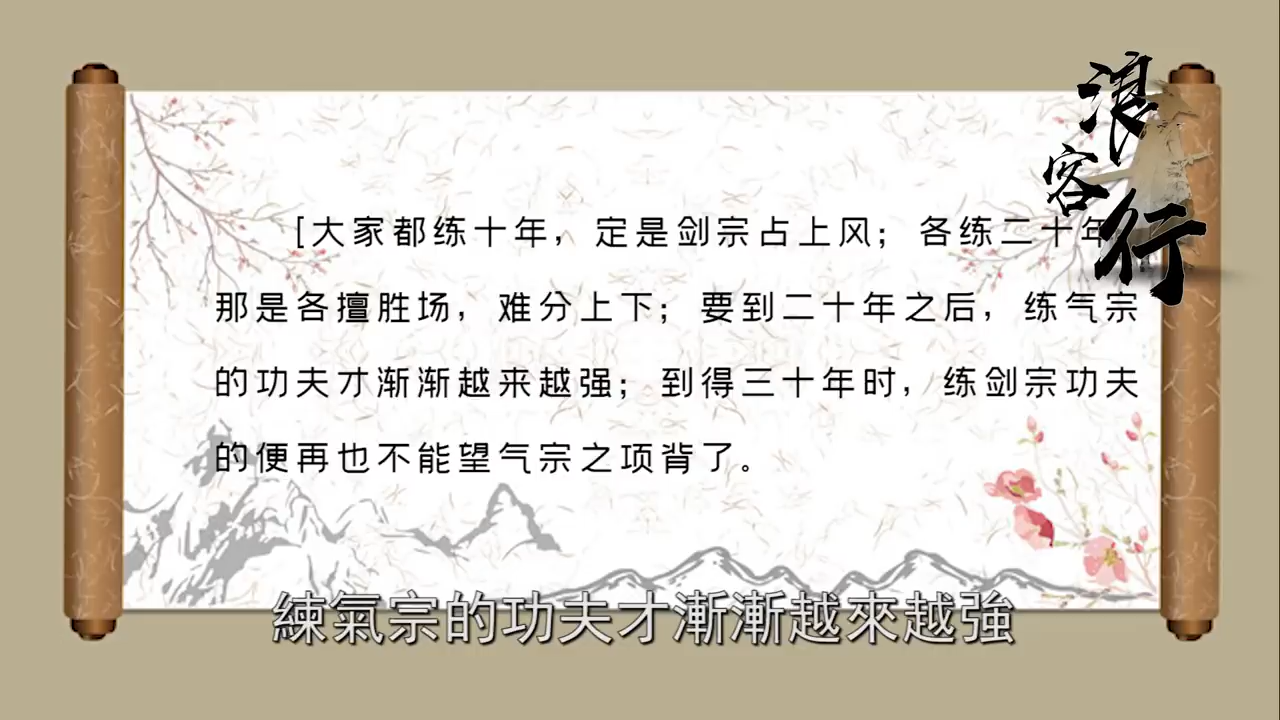 [大家都练十年，定是剑宗占上风；各练二十年
那是各擅胜场，难分上下；要到二十年之后，练气宗
的功夫才渐渐越来越强；到得三十年时，练剑宗功夫
的便再也不能望气宗之项背了。
浪客行
練氣宗的功夫才漸漸越來越強